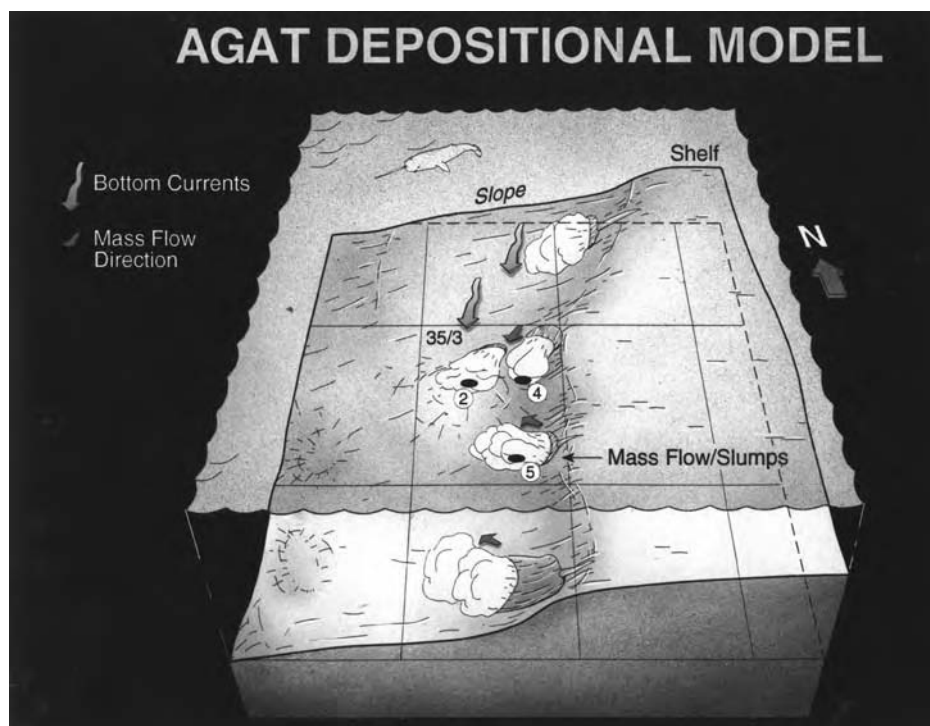 AGAT DEPOSITIONAL MODEL
Shelf
Bottom Currents
Slope
Mass Flow
Direction
N
35/3
2
4
Mass Flow/Slumps
5